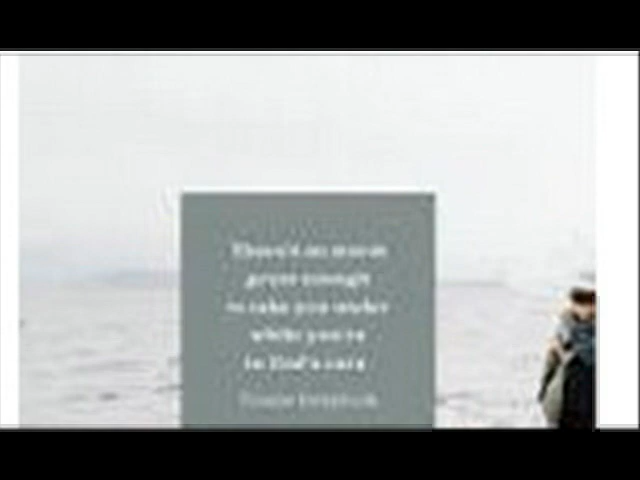 There's no storm
great enough
to take you under
while you're
in God's care